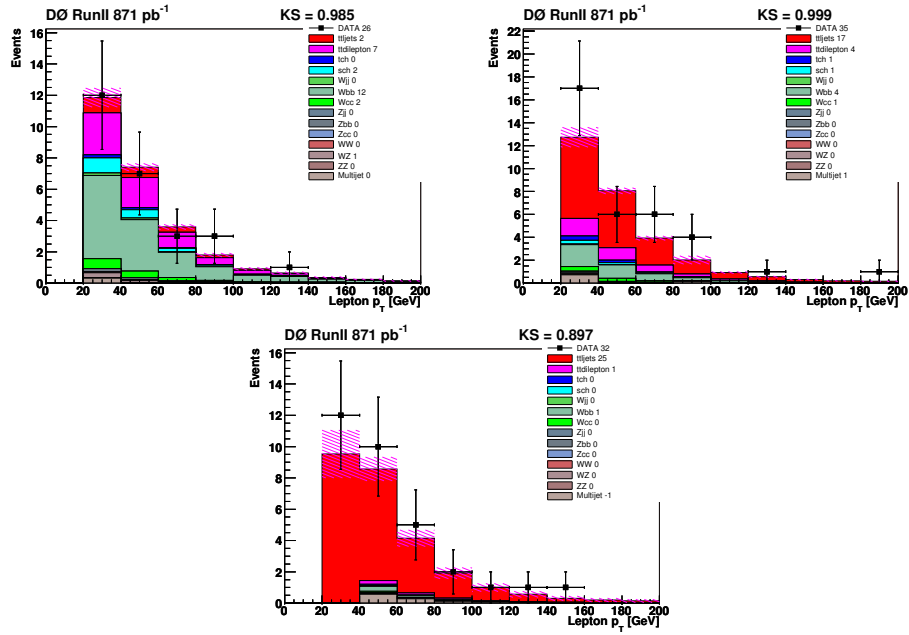 DØ RunII 871 pb-1 KS = 0.985
Events
16
14
12
10
8
6
4
2
0
DATA 26
ttljets 2
ttdilepton 7
tch 0
sch 2
Wjj 0
Wbb 12
Wcc 2
Zjj 0
Zbb 0
Zcc 0
WW 0
WZ 1
ZZ 0
Multijet 0
0 20 40 60 80 100 120 140 160 180 200
Lepton pT [GeV]
DØ RunII 871 pb-1 KS = 0.999
Events
22
20
18
16
14
12
10
8
6
4
2
0
DATA 35
ttljets 17
ttdilepton 4
tch 1
sch 1
Wjj 0
Wbb 4
Wcc 1
Zjj 0
Zbb 0
Zcc 0
WW 0
WZ 0
ZZ 0
Multijet 1
0 20 40 60 80 100 120 140 160 180 200
Lepton pT [GeV]
DØ RunII 871 pb-1 KS = 0.897
Events
16
14
12
10
8
6
4
2
0
DATA 32
ttljets 25
ttdilepton 1
tch 0
sch 0
Wjj 0
Wbb 1
Wcc 0
Zjj 0
Zbb 0
Zcc 0
WW 0
WZ 0
ZZ 0
Multijet -1
0 20 40 60 80 100 120 140 160 180 200
Lepton pT [GeV]